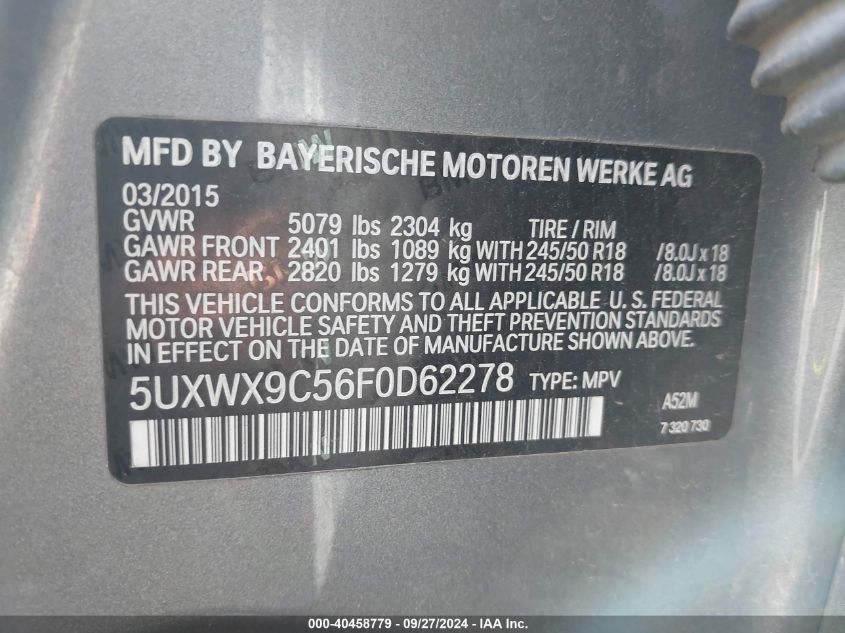 MFD BY BAYERISCHE MOTOREN WERKE AG
03/2015
GVWR 5079 lbs 2304 kg TIRE / RIM
GAWR FRONT 2401 lbs 1089 kg WITH 245/50 R18 /8.0J x 18
GAWR REAR 2820 lbs 1279 kg WITH 245/50 R18 /8.0J x 18
THIS VEHICLE CONFORMS TO ALL APPLICABLE U. S. FEDERAL
MOTOR VEHICLE SAFETY AND THEFT PREVENTION STANDARDS
IN EFFECT ON THE DATE OF MANUFACTURE SHOWN ABOVE.
5UXWX9C56F0D62278 TYPE: MPV
A52M
7 320 730
000-40458779 - 09/27/2024 - IAA Inc.